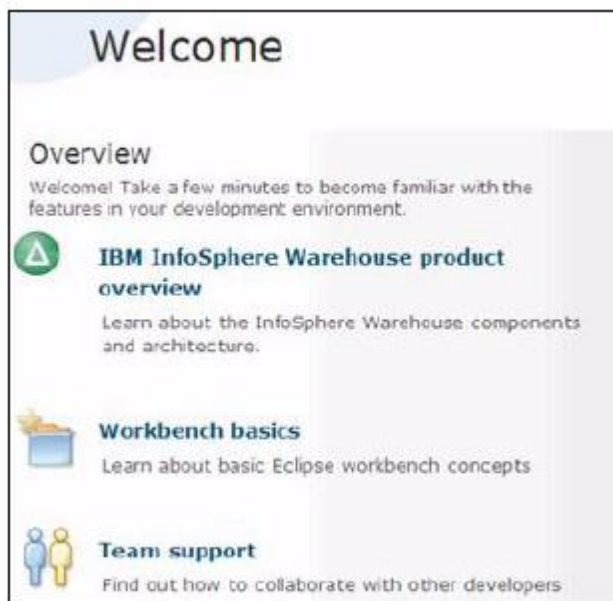 Welcome
Overview
Welcome! Take a few minutes to become familiar with the
features in your development environment.
IBM InfoSphere Warehouse product
overview
Learn about the InfoSphere Warehouse components
and architecture.
Workbench basics
Learn about basic Eclipse workbench concepts
Team support
Find out how to collaborate with other developers